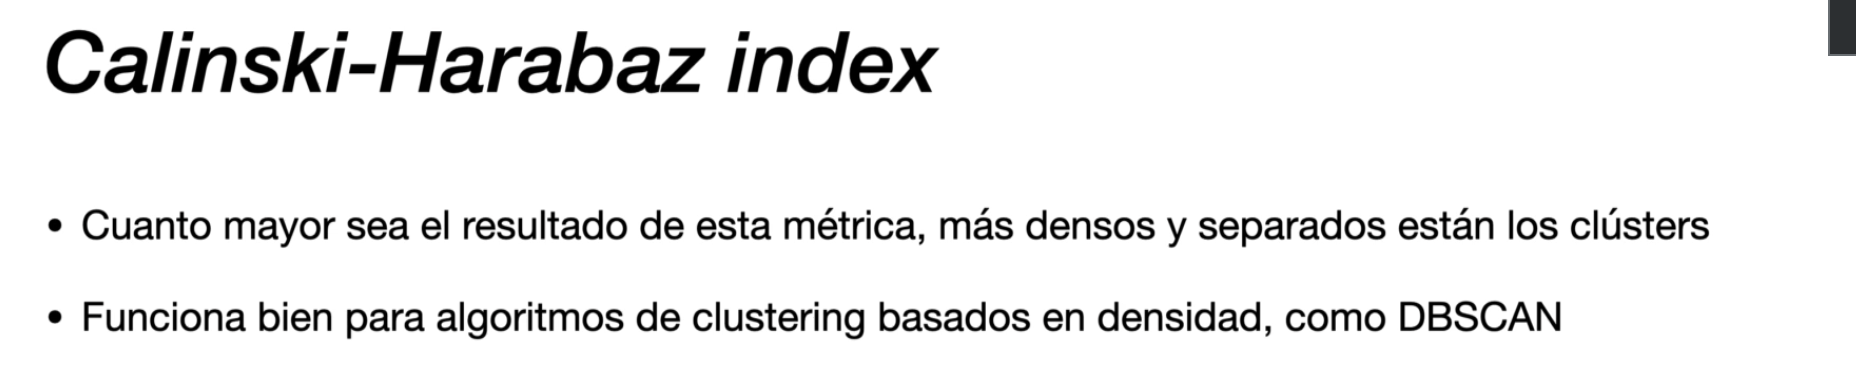 Calinski-Harabaz index
• Cuanto mayor sea el resultado de esta métrica, más densos y separados están los clústers
• Funciona bien para algoritmos de clustering basados en densidad, como DBSCAN